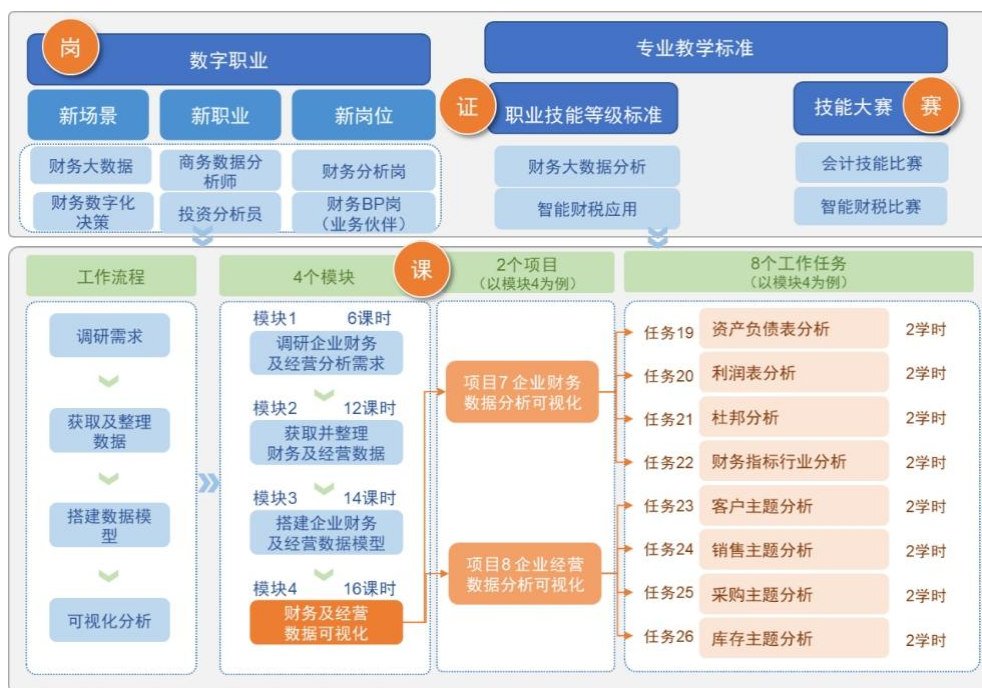 岗
数字职业
专业教学标准
新场景
新职业
新岗位
证
职业技能等级标准
技能大赛
赛
财务大数据
商务数据分
析师
财务分析岗
财务大数据分析
会计技能比赛
财务数字化
决策
投资分析员
财务BP岗
(业务伙伴)
智能财税应用
智能财税比赛
工作流程
4个模块
课
2个项目
(以模块4为例)
8个工作任务
(以模块4为例)
调研需求
获取及整理
数据
搭建数据模
型
可视化分析
模块1 6课时
调研企业财务
及经营分析需求
模块2 12课时
获取并整理
财务及经营数据
模块3 14课时
搭建企业财务
及经营数据模型
模块4 16课时
财务及经营
数据可视化
项目7 企业财务
数据分析可视化
项目8 企业经营
数据分析可视化
任务19 资产负债表分析 2学时
任务20 利润表分析 2学时
任务21 杜邦分析 2学时
任务22 财务指标行业分析 2学时
任务23 客户主题分析 2学时
任务24 销售主题分析 2学时
任务25 采购主题分析 2学时
任务26 库存主题分析 2学时